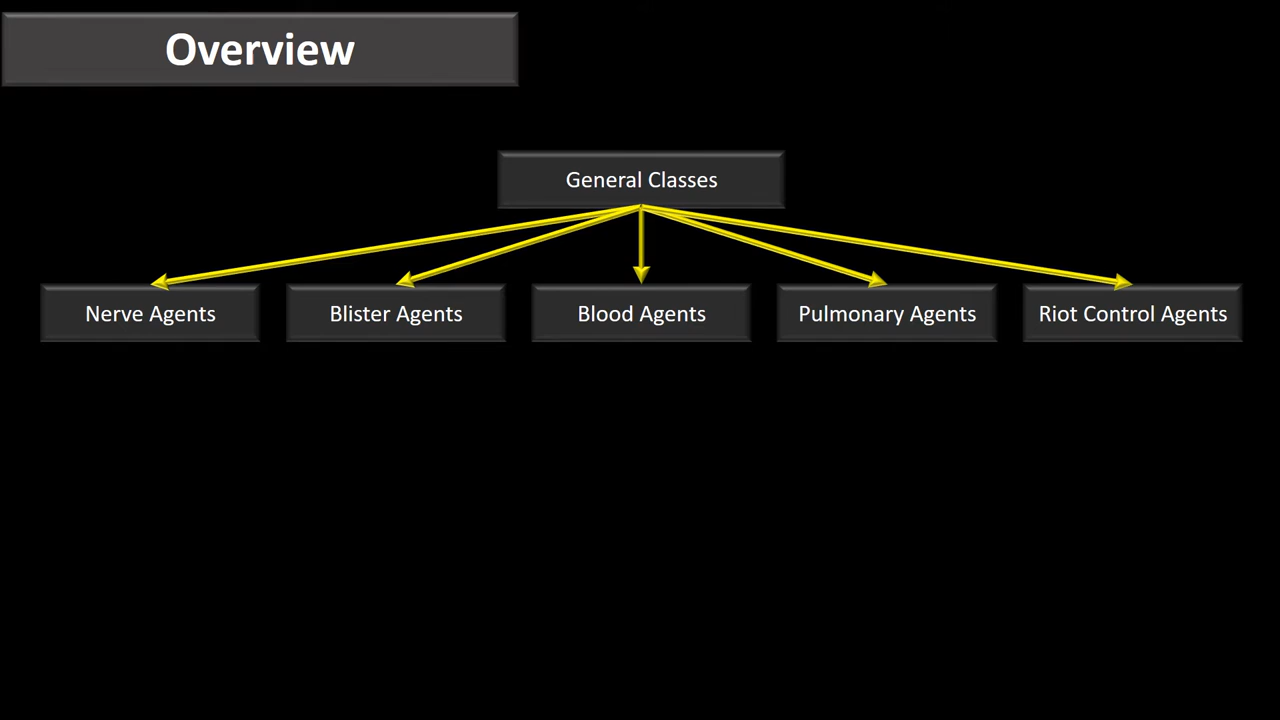 Overview
General Classes
Nerve Agents
Blister Agents
Blood Agents
Pulmonary Agents
Riot Control Agents